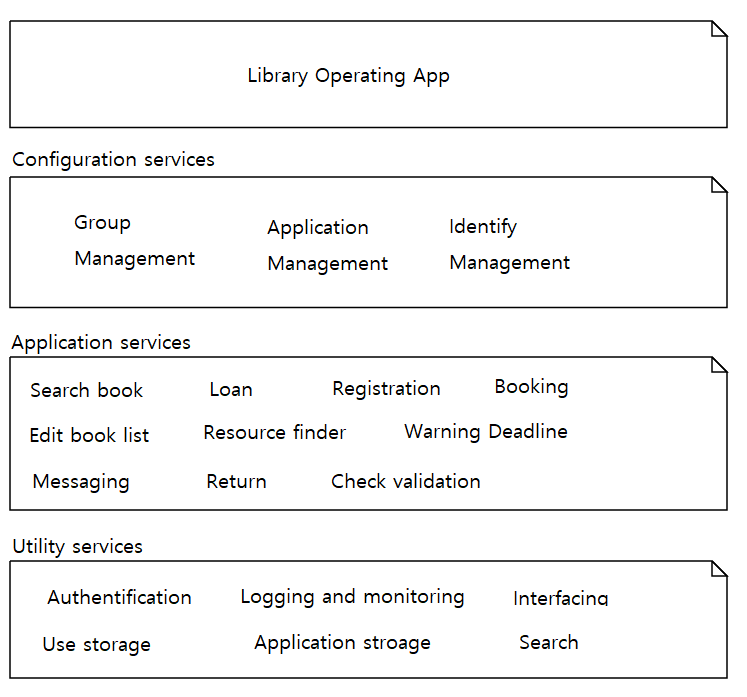 Library Operating App
Configuration services
Group
Management
Application
Management
Identify
Management
Application services
Search book Loan Registration Booking
Edit book list Resource finder Warning Deadline
Messaging Return Check validation
Utility services
Authentification Logging and monitoring Interfacing
Use storage Application stroage Search